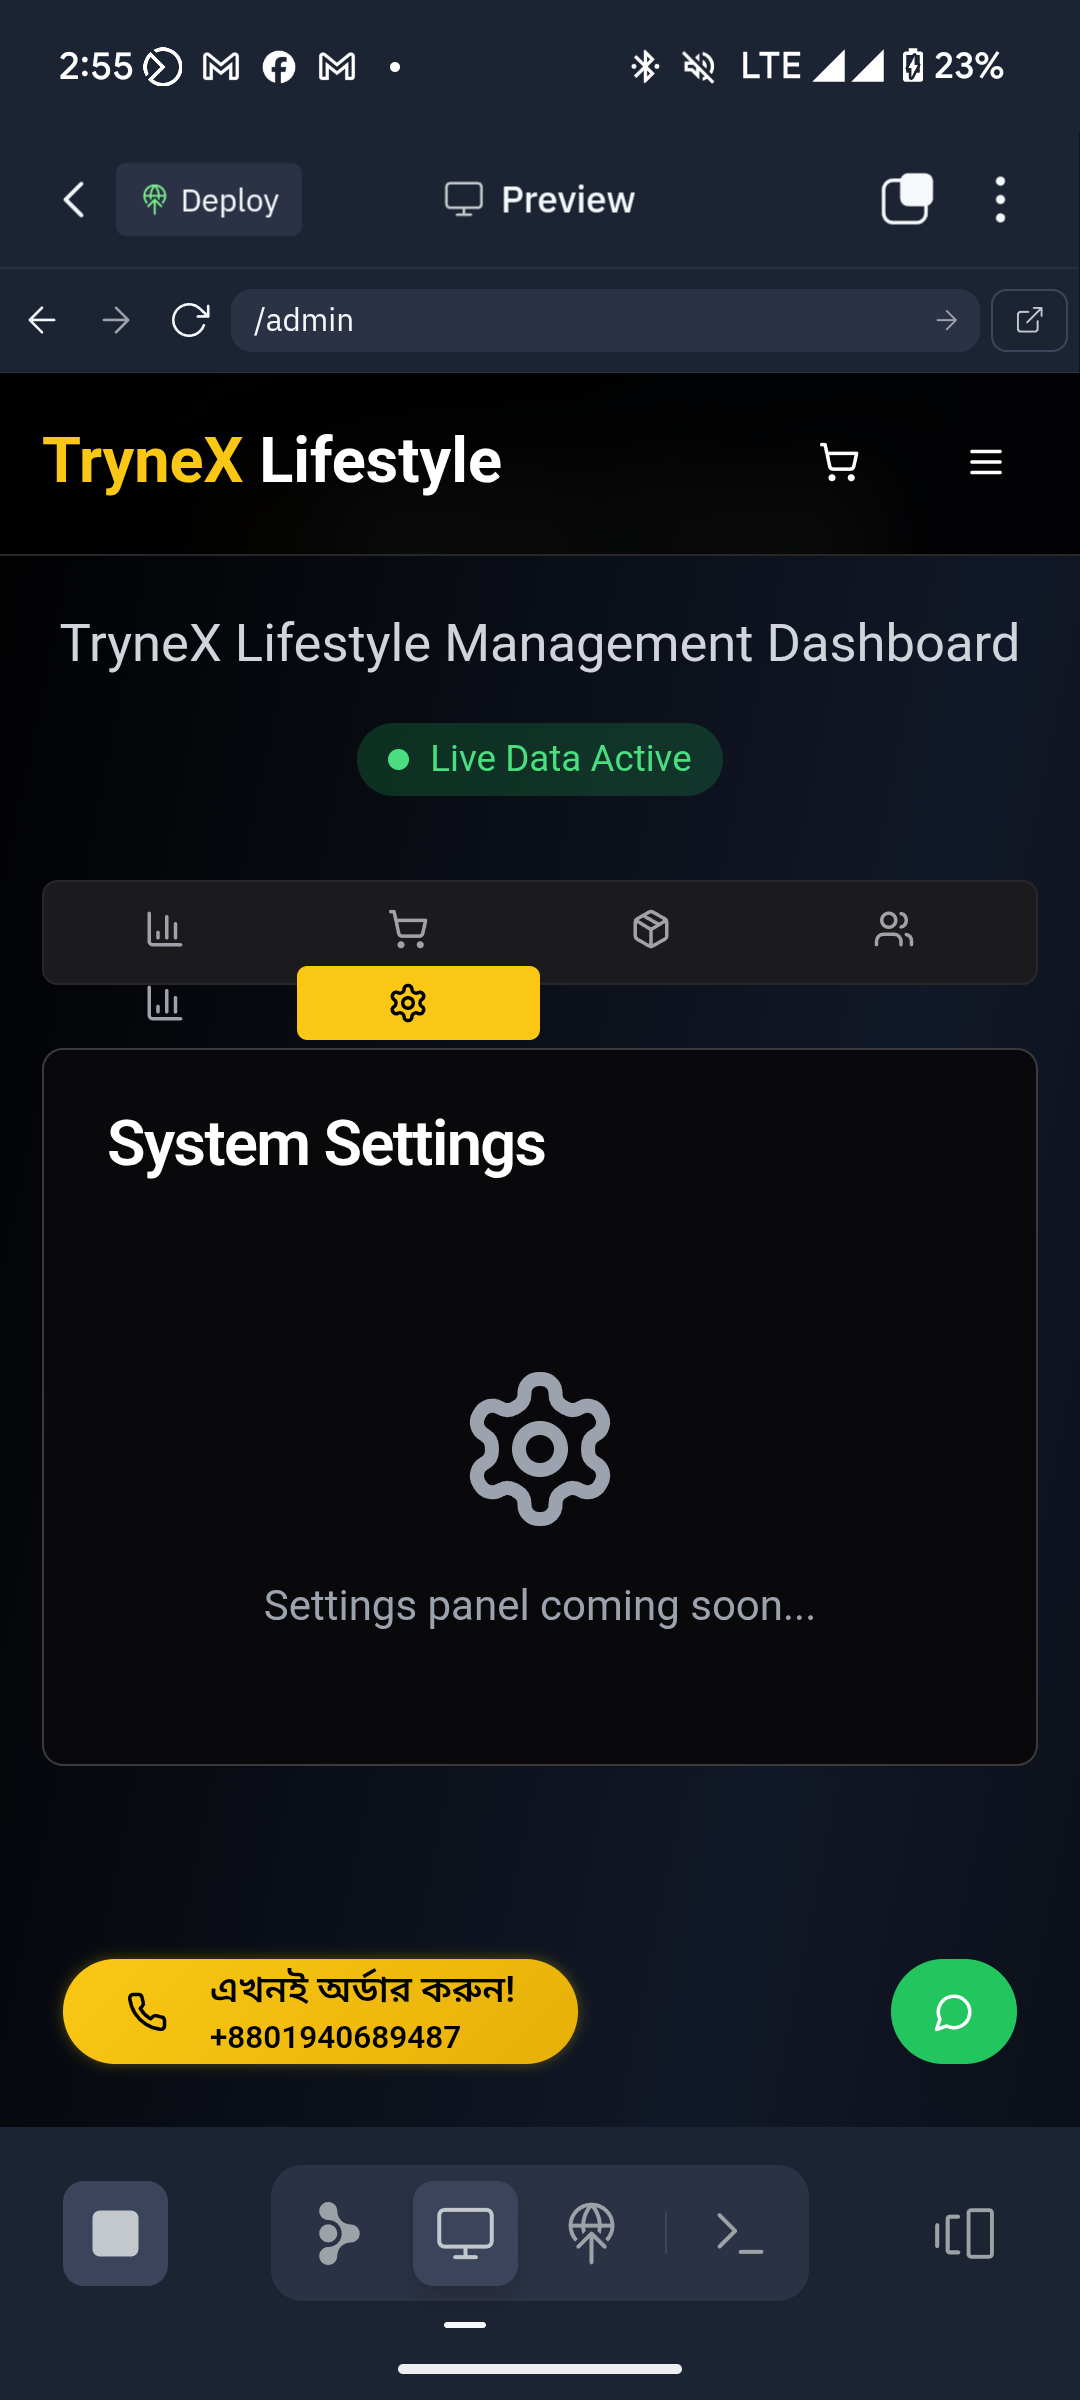 2:55
LTE
23%
Deploy
Preview
/admin
TryneX Lifestyle
TryneX Lifestyle Management Dashboard
Live Data Active
System Settings
Settings panel coming soon...
এখনই অর্ডার করুন!
+8801940689487